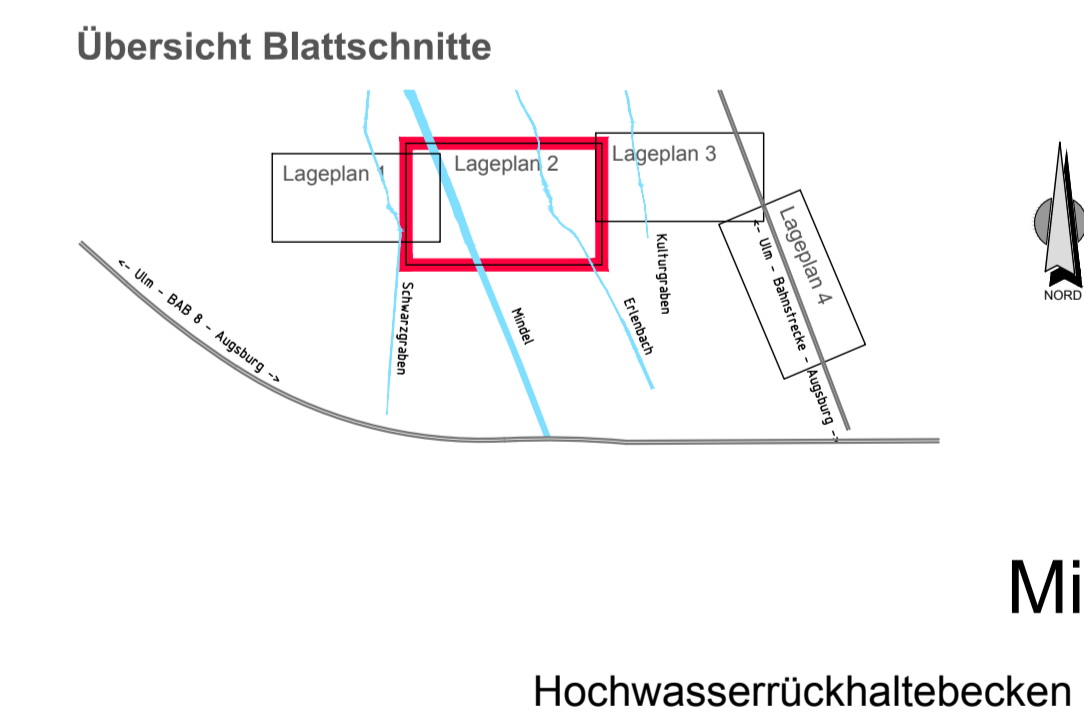 Übersicht Blattschnitte
Lageplan 1
Lageplan 2
Lageplan 3
Lageplan 4
<- Ulm - BAB 8 - Augsburg ->
Schwarzgraben
Mindel
Erlenbach
Kulturgraben
<- Ulm - Bahnstrecke - Augsburg ->
NORD
Mi
Hochwasserrückhaltebecken